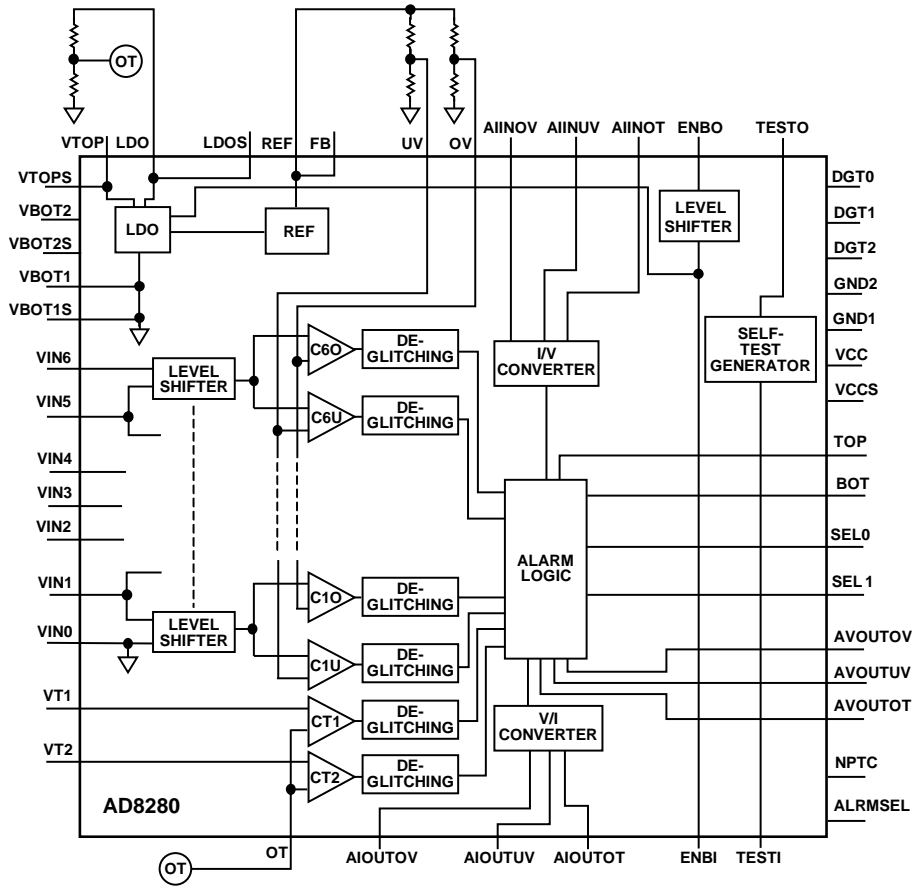 OT
VTOP
LDO
LDOS
REF
FB
UV
OV
AIINOV
AIINUV
AIINOT
ENBO
TESTO
VTOPS
VBOT2
VBOT2S
VBOT1
VBOT1S
VIN6
VIN5
VIN4
VIN3
VIN2
VIN1
VIN0
VT1
VT2
LDO
REF
LEVEL
SHIFTER
LEVEL
SHIFTER
C6O
DE-
GLITCHING
C6U
DE-
GLITCHING
C1O
DE-
GLITCHING
C1U
DE-
GLITCHING
CT1
DE-
GLITCHING
CT2
DE-
GLITCHING
I/V
CONVERTER
ALARM
LOGIC
V/I
CONVERTER
LEVEL
SHIFTER
SELF-
TEST
GENERATOR
DGT0
DGT1
DGT2
GND2
GND1
VCC
VCCS
TOP
BOT
SEL0
SEL1
AVOUTOV
AVOUTUV
AVOUTOT
NPTC
ALRMSEL
AD8280
OT
OT
AIOUTOV
AIOUTUV
AIOUTOT
ENBI
TESTI